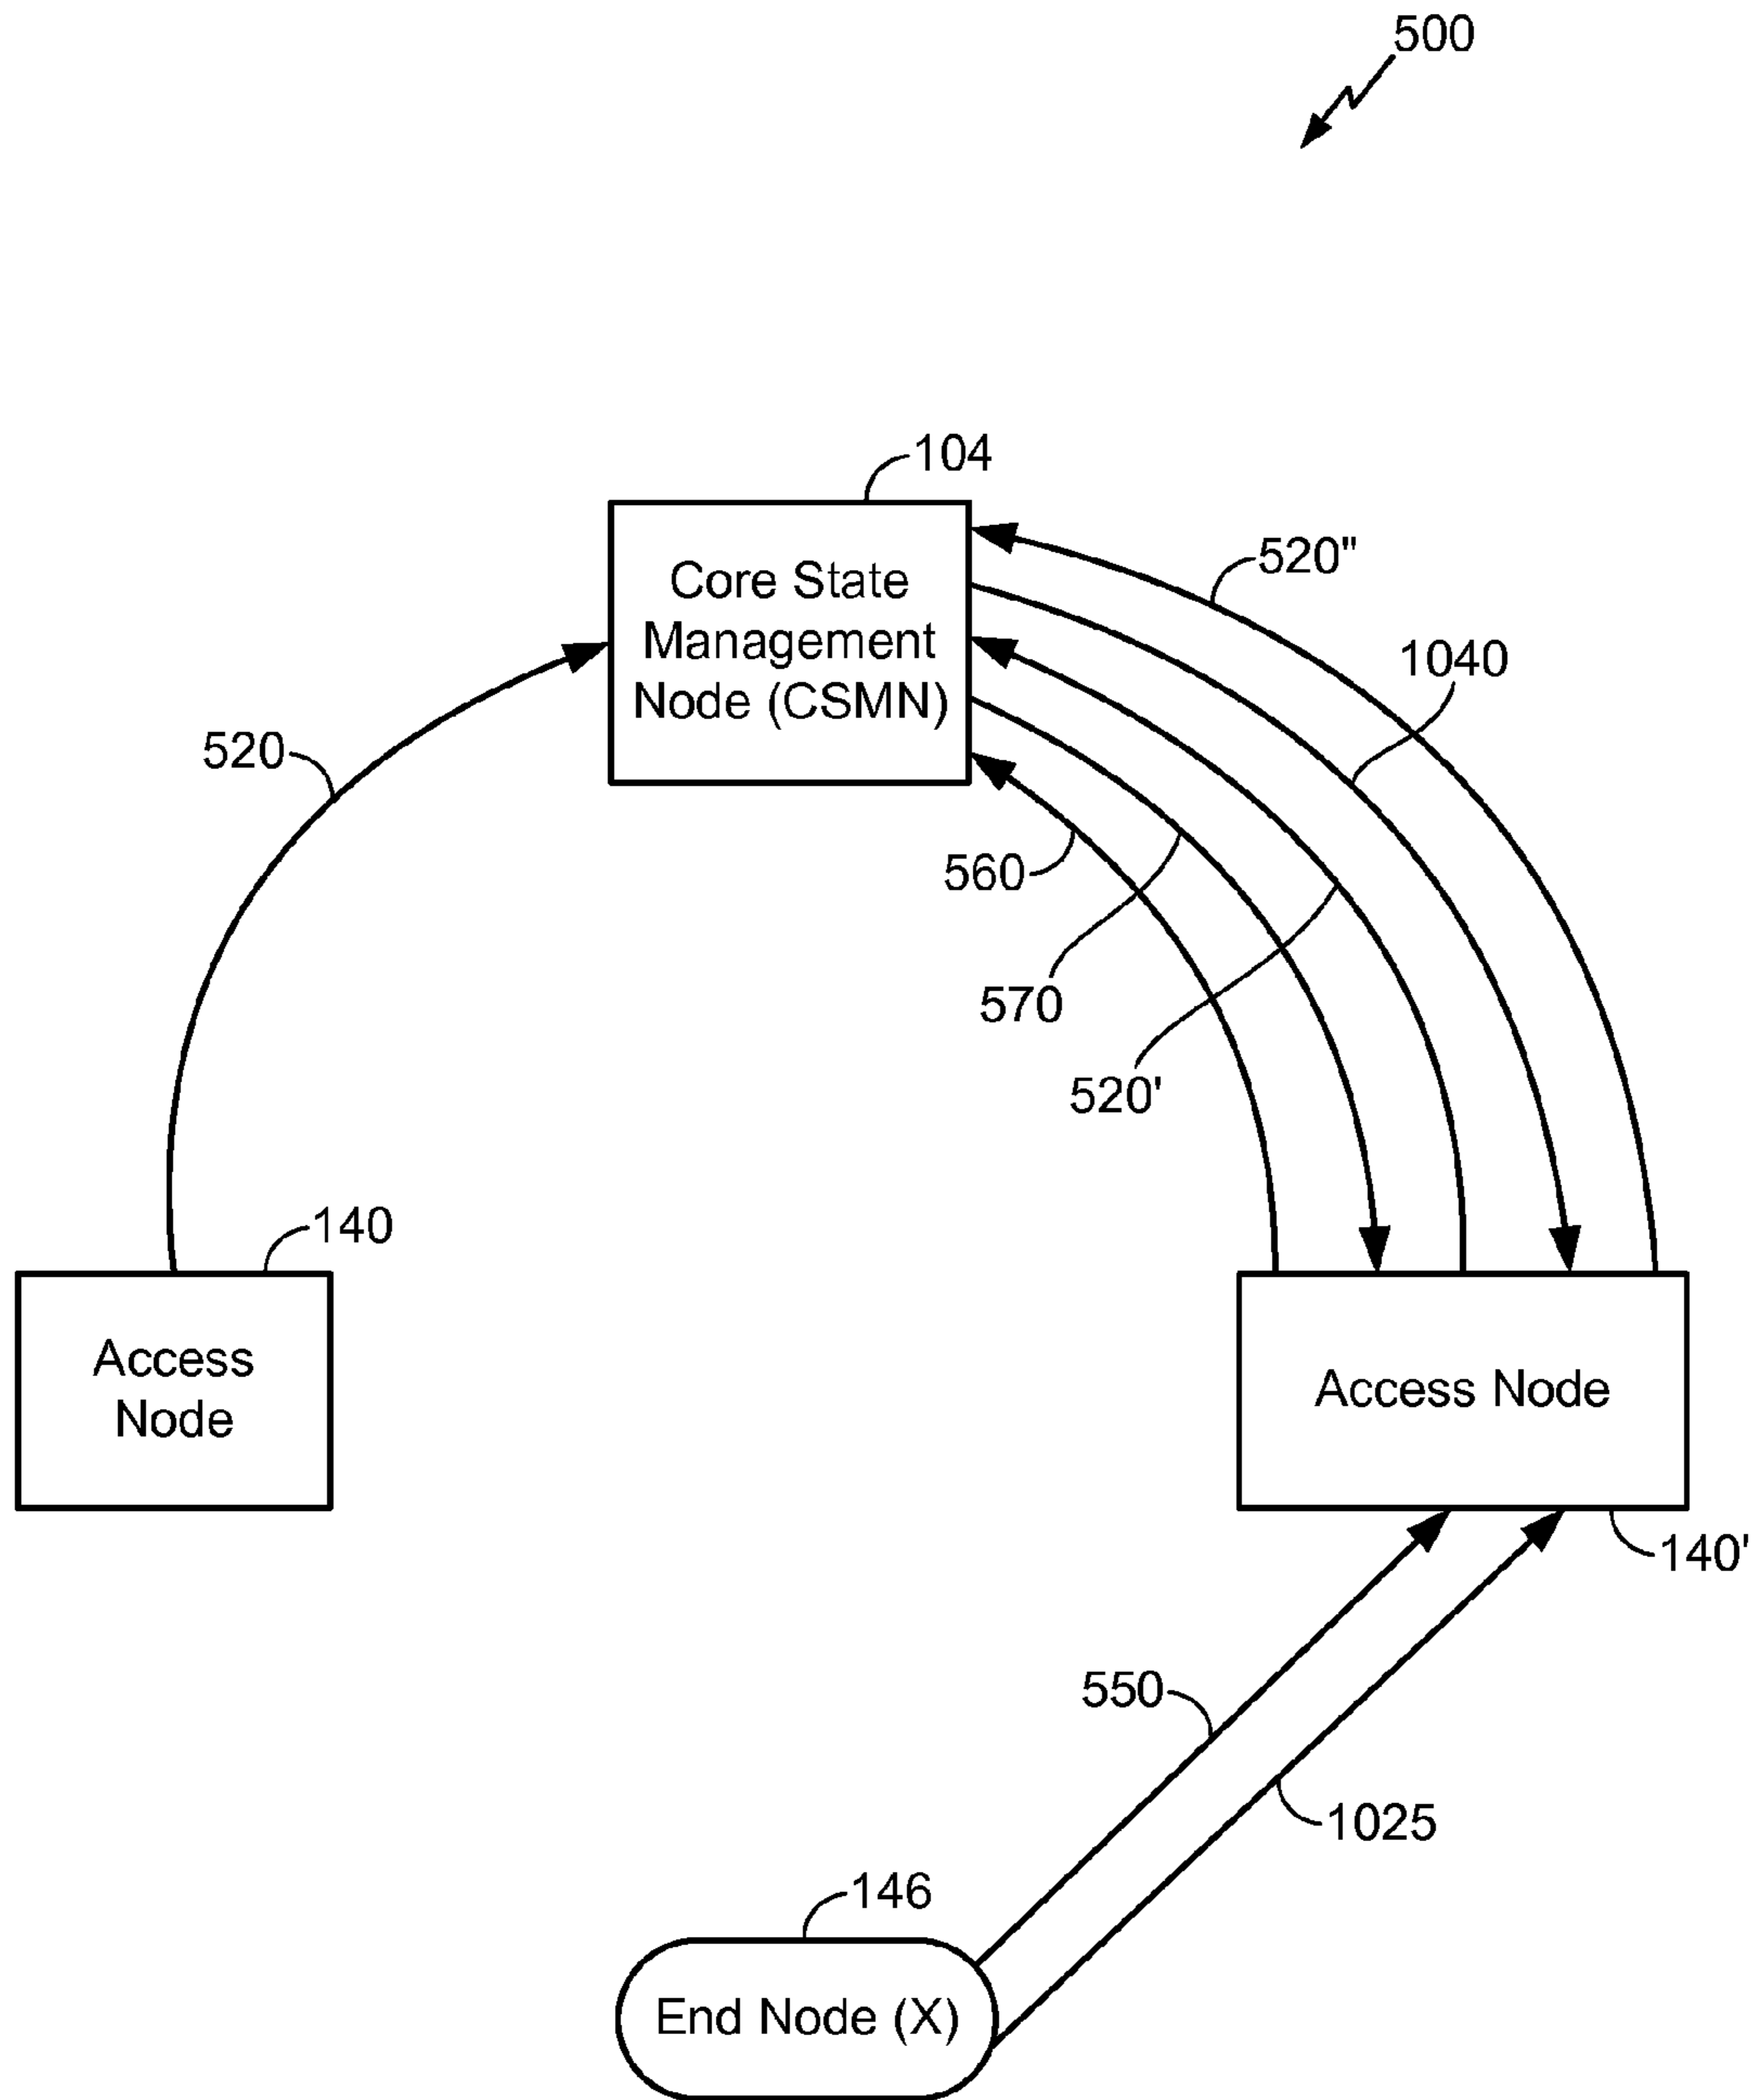 500
104
Core State
Management
Node (CSMN)
520"
1040
520
560
570
520'
140
Access
Node
Access Node
140'
550
1025
146
End Node (X)